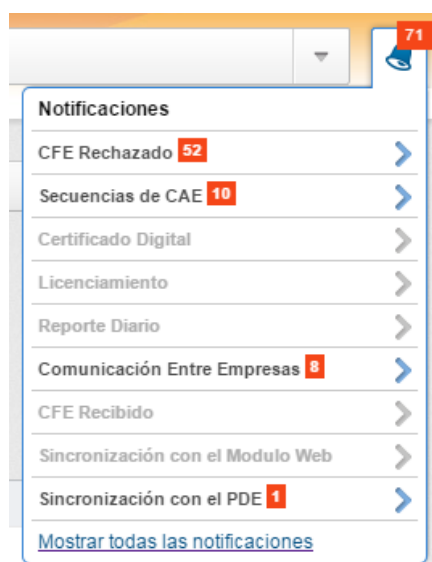 71
Notificaciones
CFE Rechazado 52
Secuencias de CAE 10
Certificado Digital
Licenciamiento
Reporte Diario
Comunicación Entre Empresas 8
CFE Recibido
Sincronización con el Modulo Web
Sincronización con el PDE 1
Mostrar todas las notificaciones